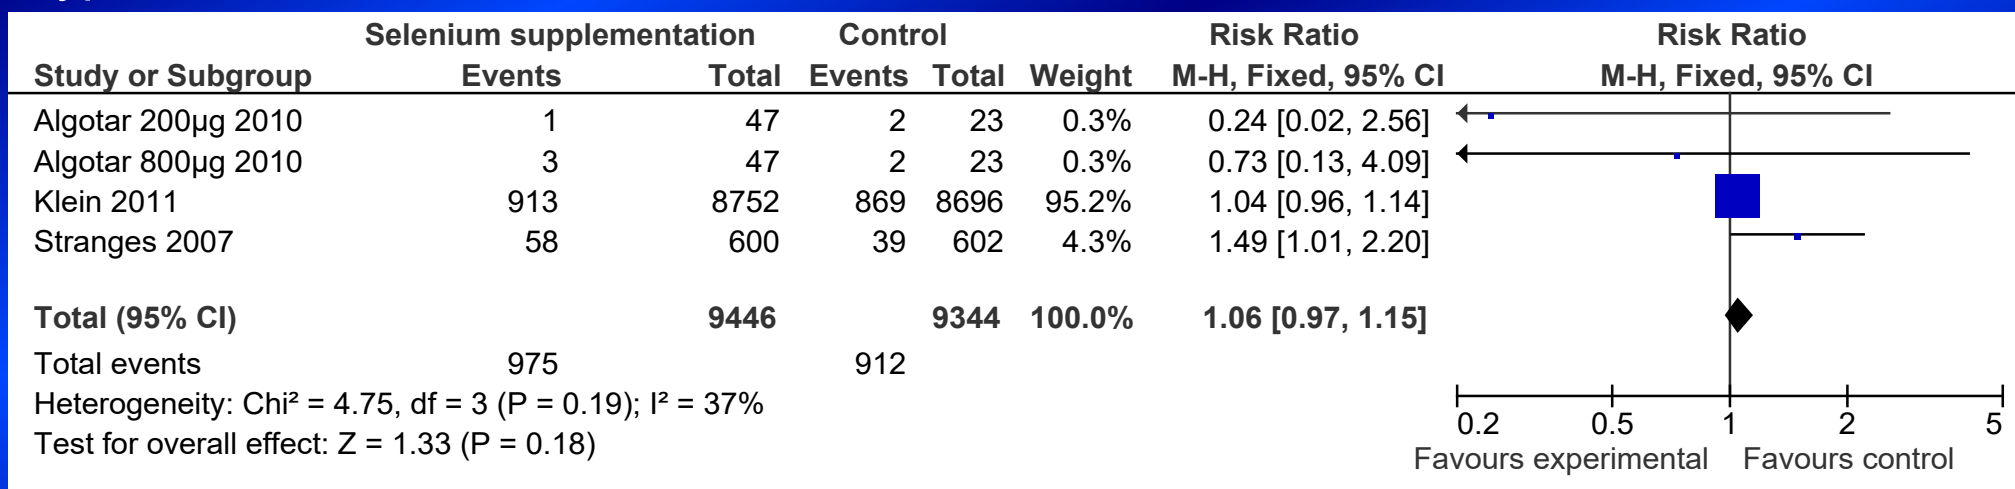 Selenium supplementation Control Risk Ratio Risk Ratio
Study or Subgroup Events Total Events Total Weight M-H, Fixed, 95% CI M-H, Fixed, 95% CI
Algotar 200µg 2010 1 47 2 23 0.3% 0.24 [0.02, 2.56]
Algotar 800µg 2010 3 47 2 23 0.3% 0.73 [0.13, 4.09]
Klein 2011 913 8752 869 8696 95.2% 1.04 [0.96, 1.14]
Stranges 2007 58 600 39 602 4.3% 1.49 [1.01, 2.20]
Total (95% CI) 9446 9344 100.0% 1.06 [0.97, 1.15]
Total events 975 912
Heterogeneity: Chi² = 4.75, df = 3 (P = 0.19); I² = 37%
Test for overall effect: Z = 1.33 (P = 0.18)
0.2 0.5 1 2 5
Favours experimental Favours control